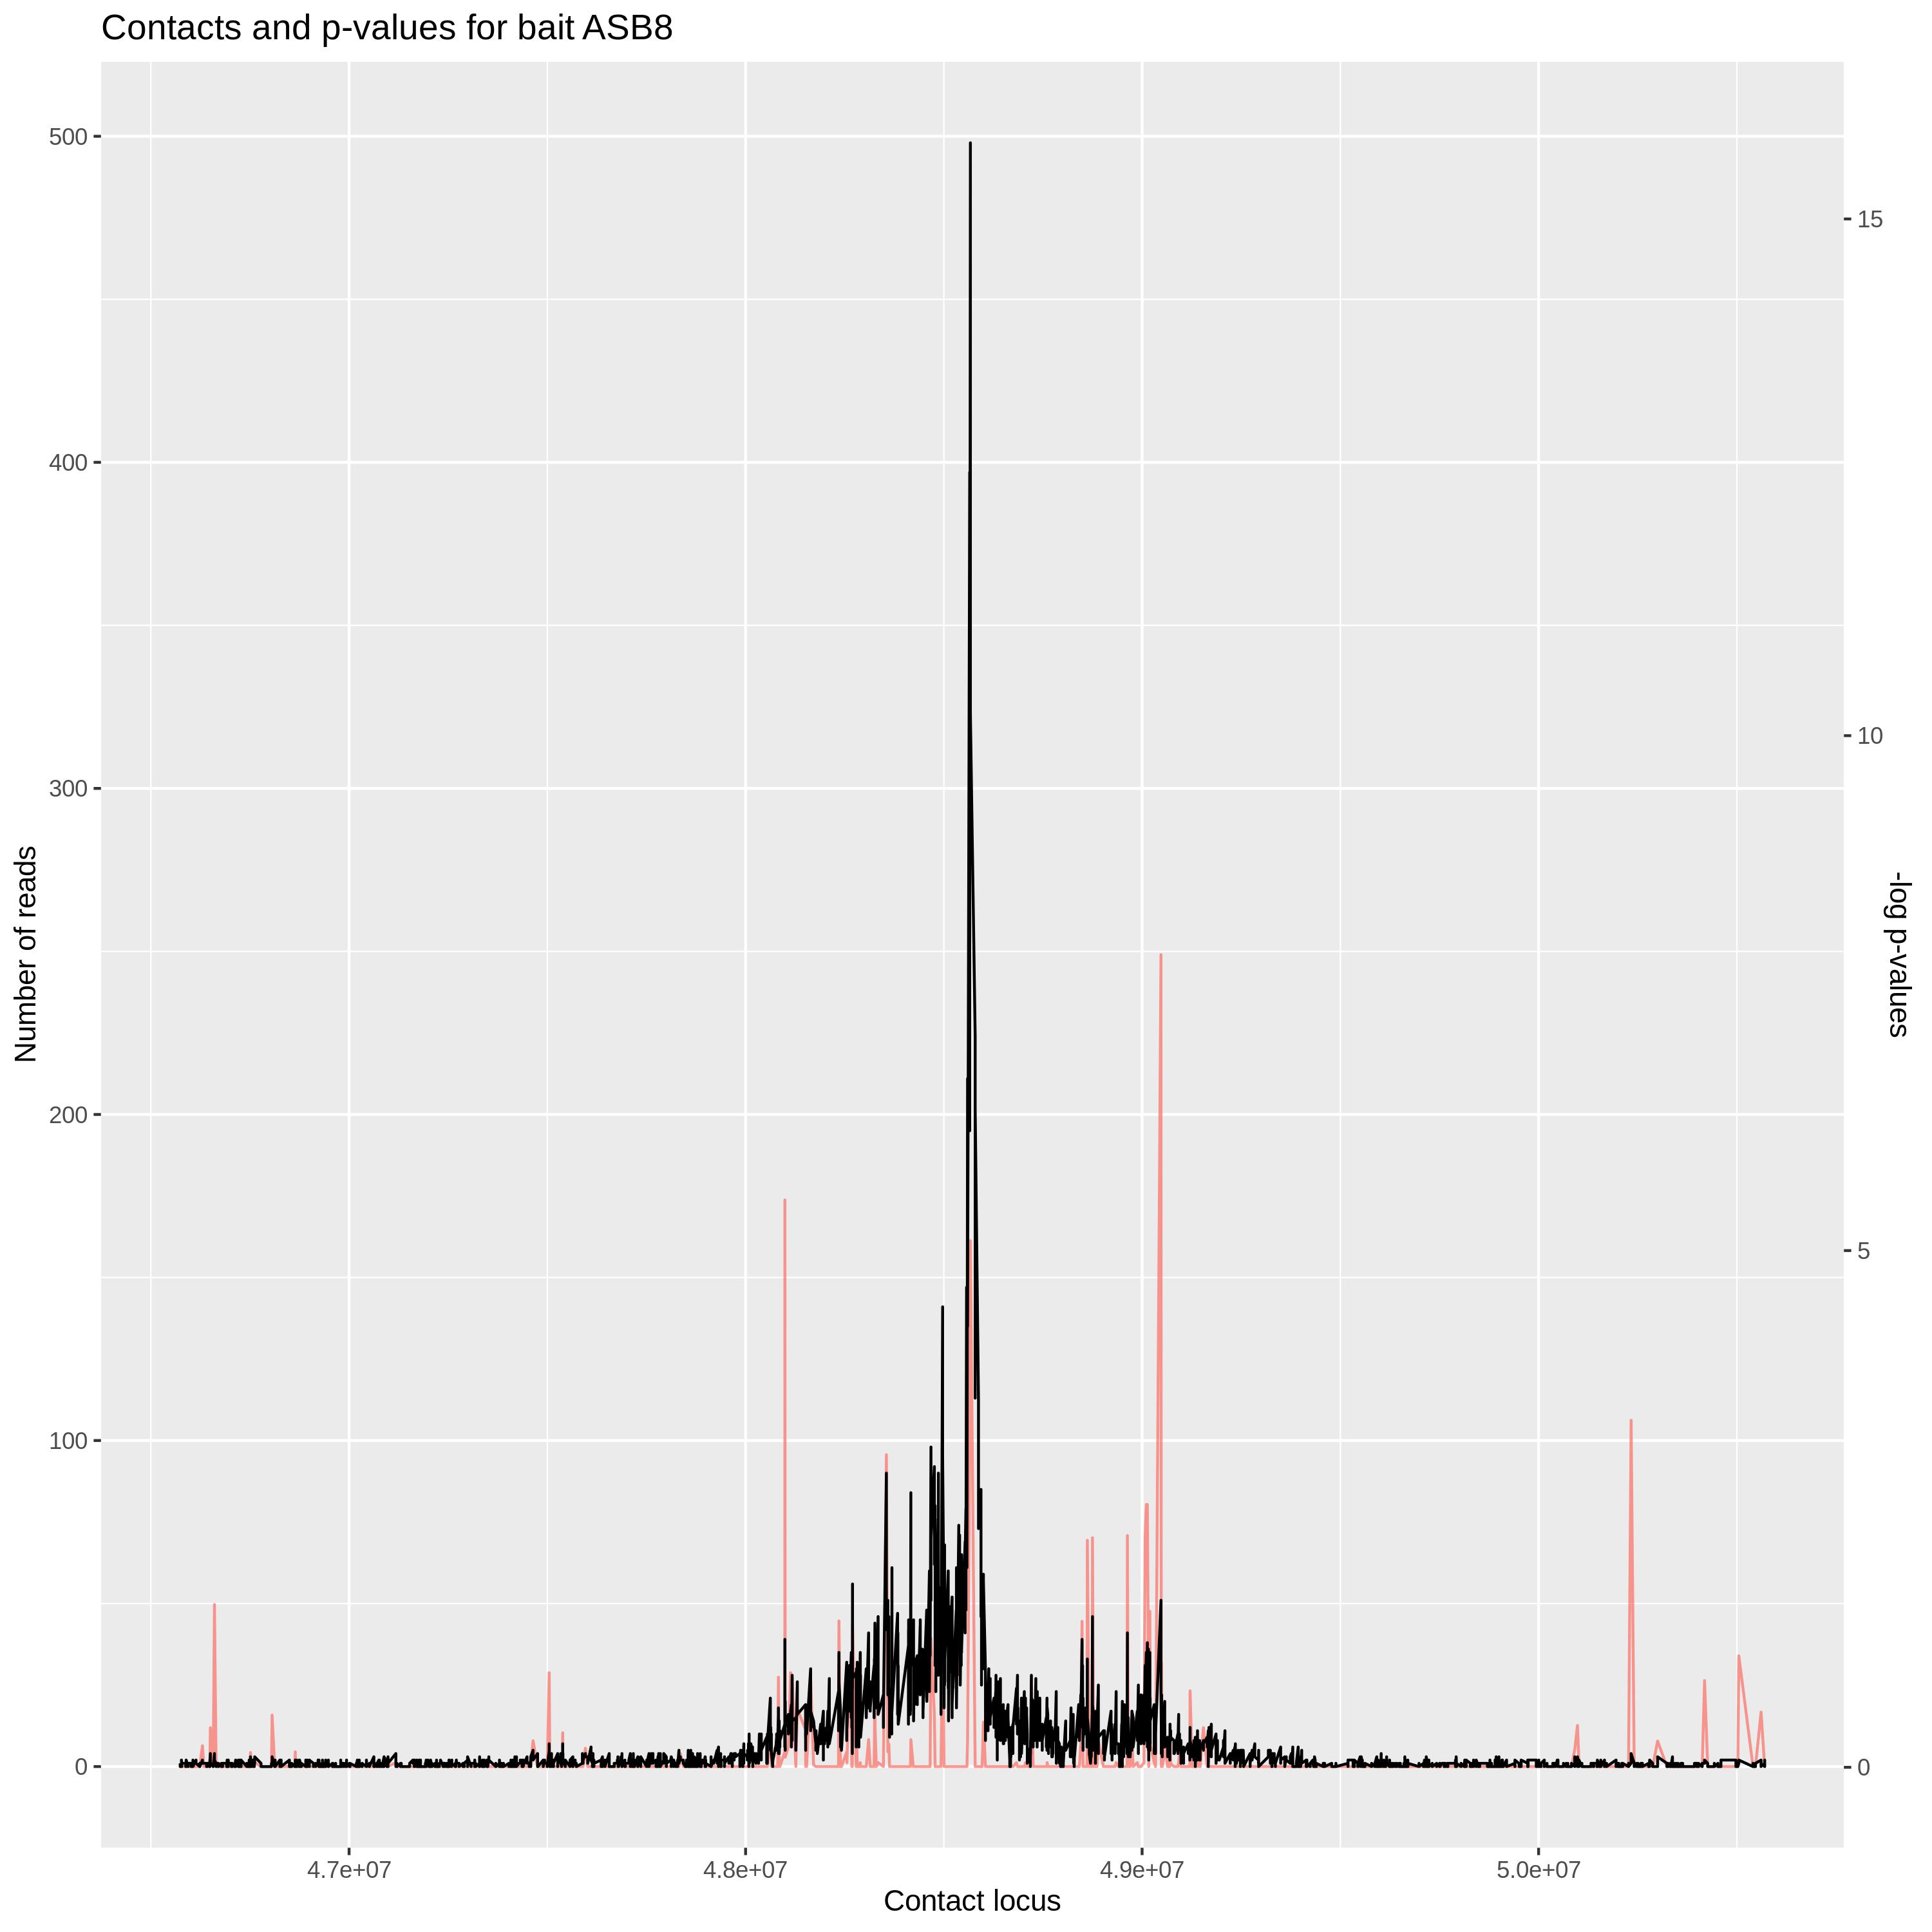 Contacts and p-values for bait ASB8
500
400
300
200
100
0
Number of reads
15
10
5
0
-log p-values
4.7e+07
4.8e+07
4.9e+07
5.0e+07
Contact locus